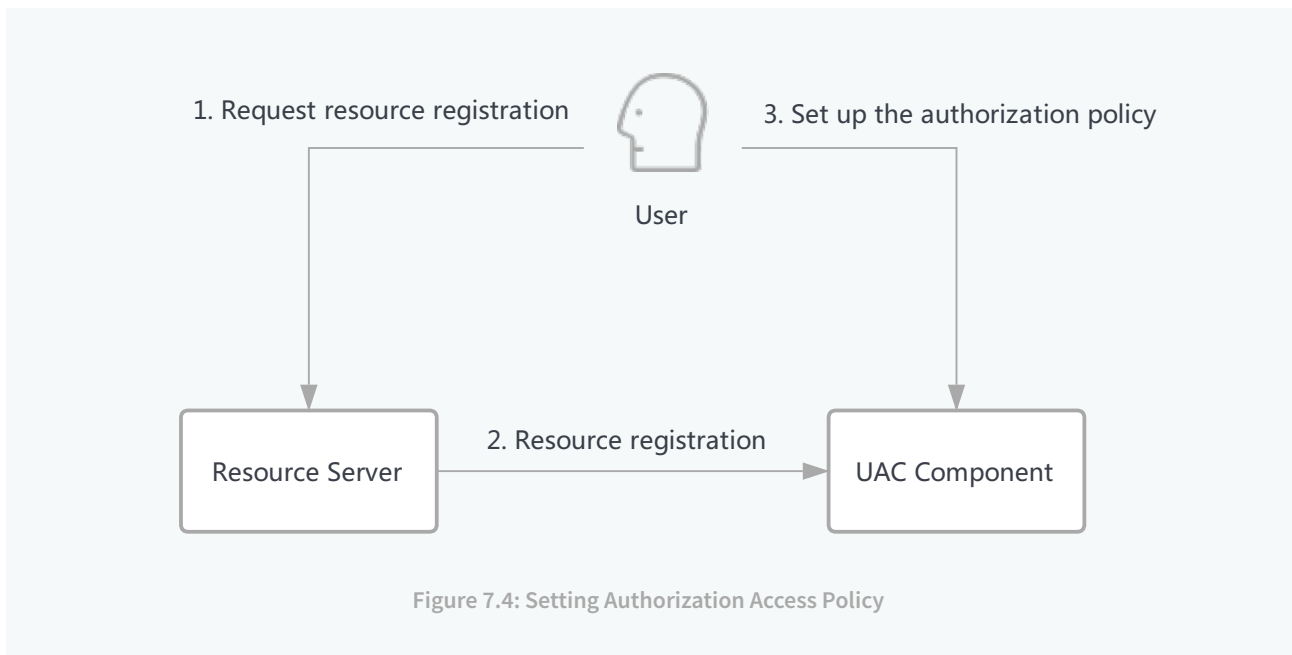 1. Request resource registration
3. Set up the authorization policy
User
2. Resource registration
Resource Server
UAC Component
Figure 7.4: Setting Authorization Access Policy